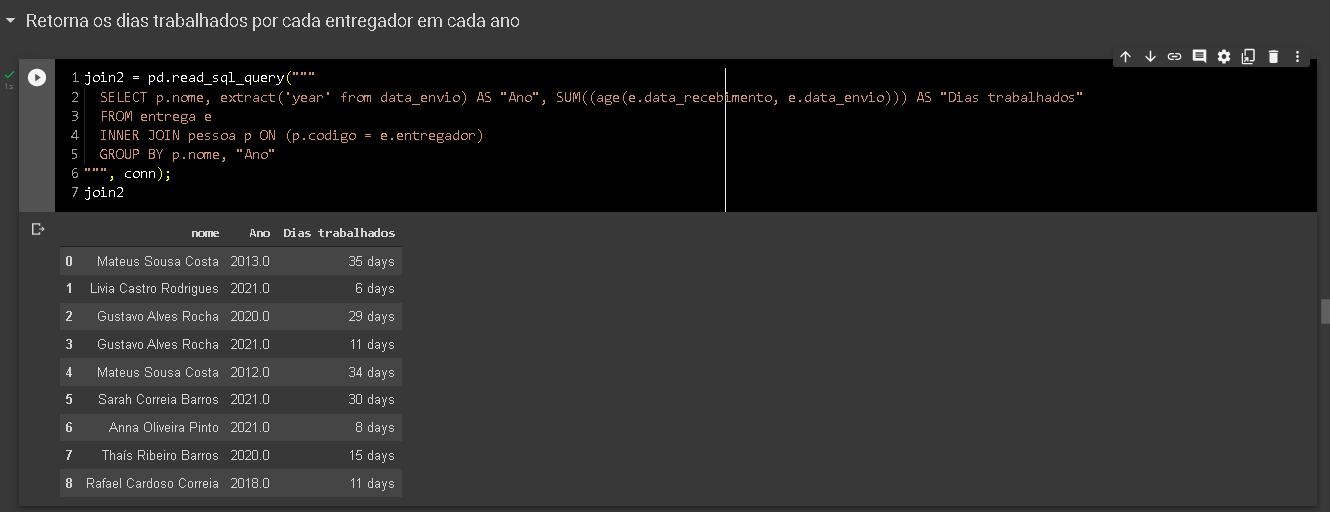 Retorna os dias trabalhados por cada entregador em cada ano
1s
1 join2 = pd.read_sql_query("""
2 SELECT p.nome, extract('year' from data_envio) AS "Ano", SUM((age(e.data_recebimento, e.data_envio))) AS "Dias trabalhados"
3 FROM entrega e
4 INNER JOIN pessoa p ON (p.codigo = e.entregador)
5 GROUP BY p.nome, "Ano"
6 """, conn);
7 join2
nome Ano Dias trabalhados
0 Mateus Sousa Costa 2013.0 35 days
1 Livia Castro Rodrigues 2021.0 6 days
2 Gustavo Alves Rocha 2020.0 29 days
3 Gustavo Alves Rocha 2021.0 11 days
4 Mateus Sousa Costa 2012.0 34 days
5 Sarah Correia Barros 2021.0 30 days
6 Anna Oliveira Pinto 2021.0 8 days
7 Thaís Ribeiro Barros 2020.0 15 days
8 Rafael Cardoso Correia 2018.0 11 days